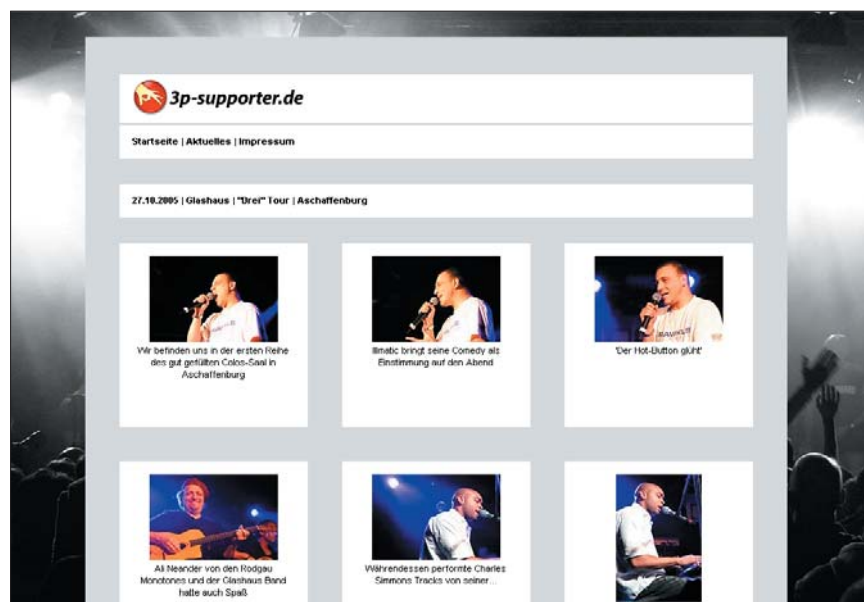 3p-supporter.de
Startseite | Aktuelles | Impressum
27.10.2005 | Glashaus | "Drei" Tour | Aschaffenburg
Wir befinden uns in der ersten Reihe
des gut gefüllten Colos-Saal in
Aschaffenburg
Illmatic bringt seine Comedy als
Einstimmung auf den Abend
'Der Hot-Button glüht'
Ali Neander von den Rodgau
Monotones und der Glashaus Band
hatte auch Spaß
Währendessen performte Charles
Simmons Tracks von seiner...